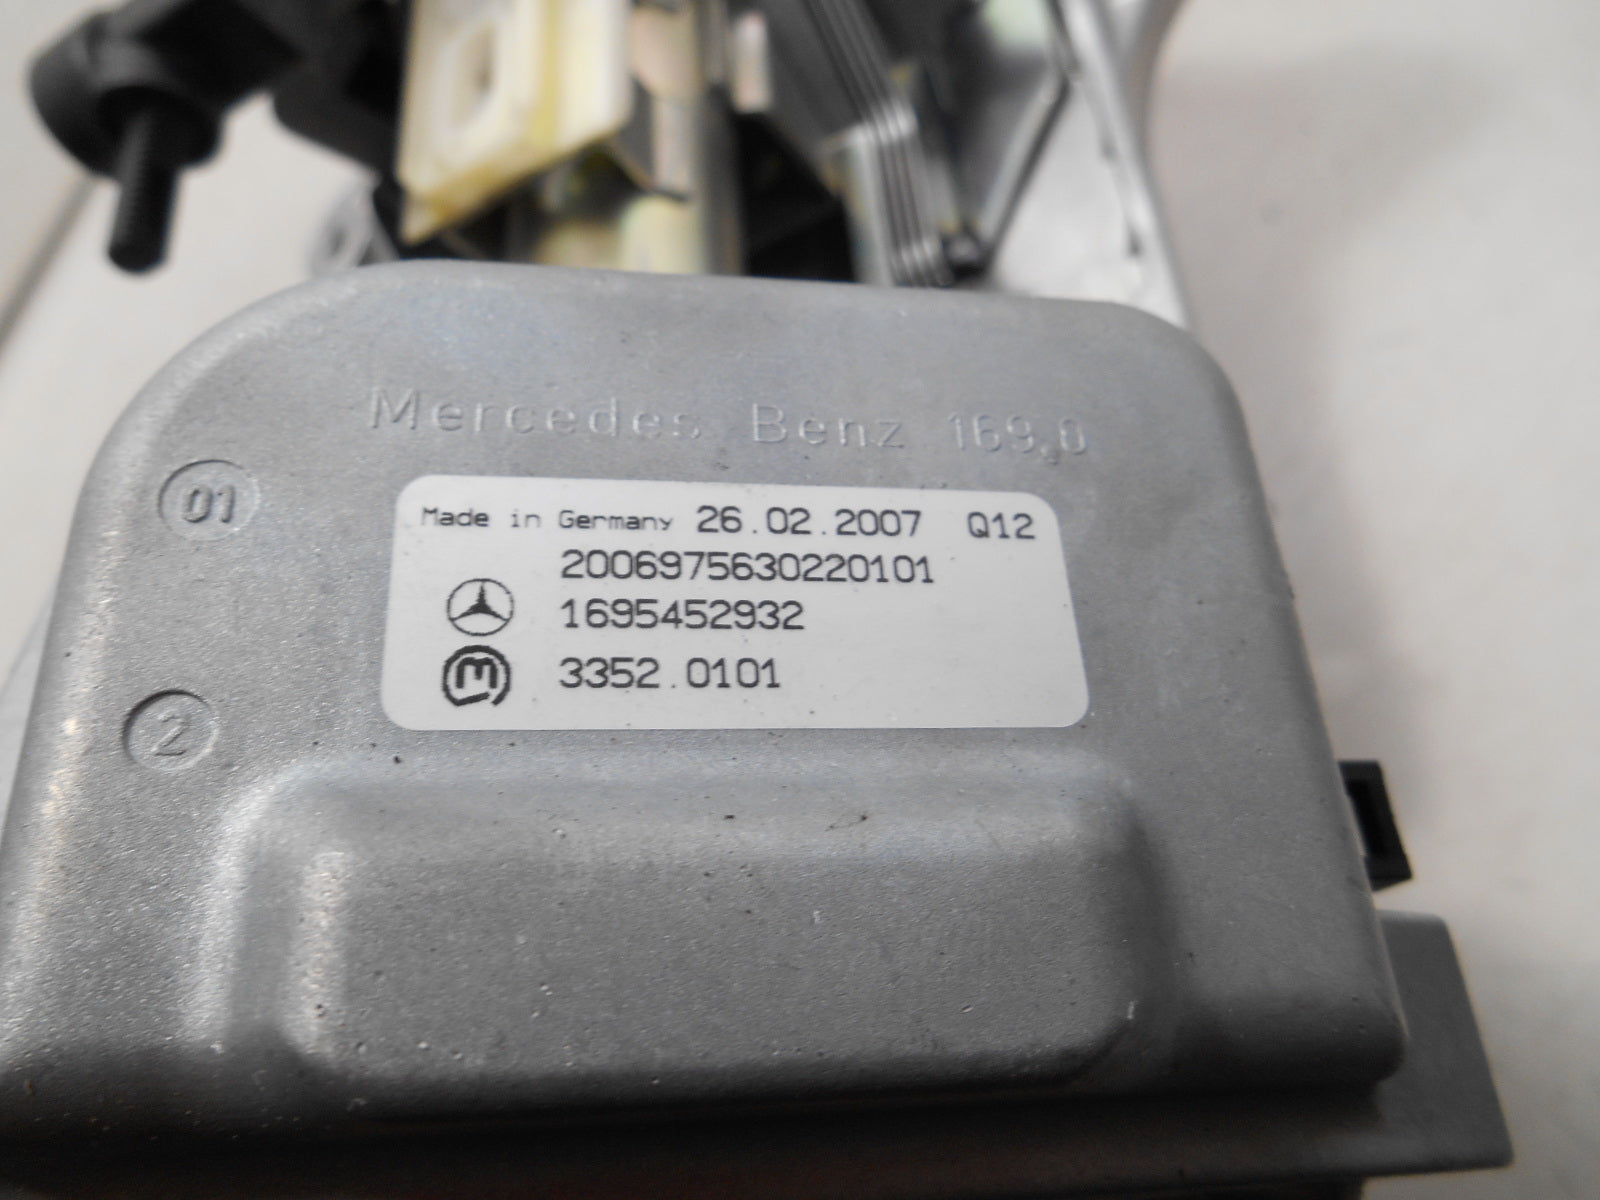 Mercedes Benz 169.0
01
Made in Germany 26.02.2007 Q12
2006975630220101
1695452932
3352.0101
2